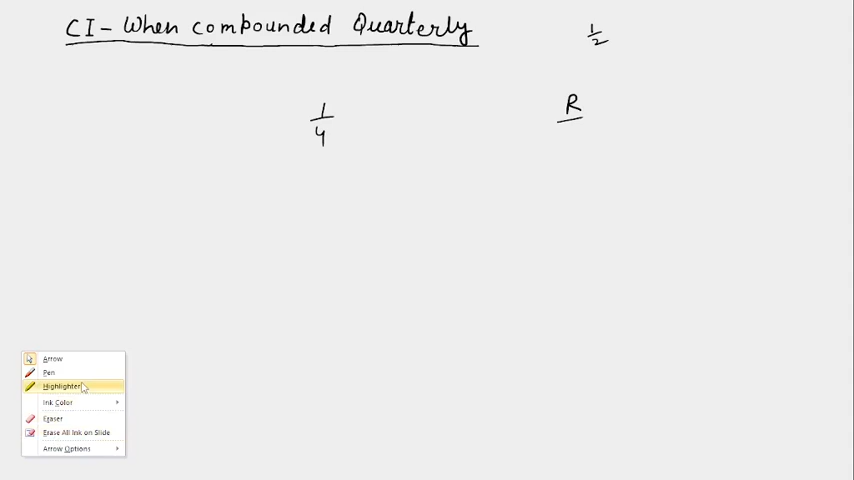 CI - When compounded Quarterly
1/2
1/4
R
Arrow
Pen
Highlighter
Ink Color
Eraser
Erase All Ink on Slide
Arrow Options